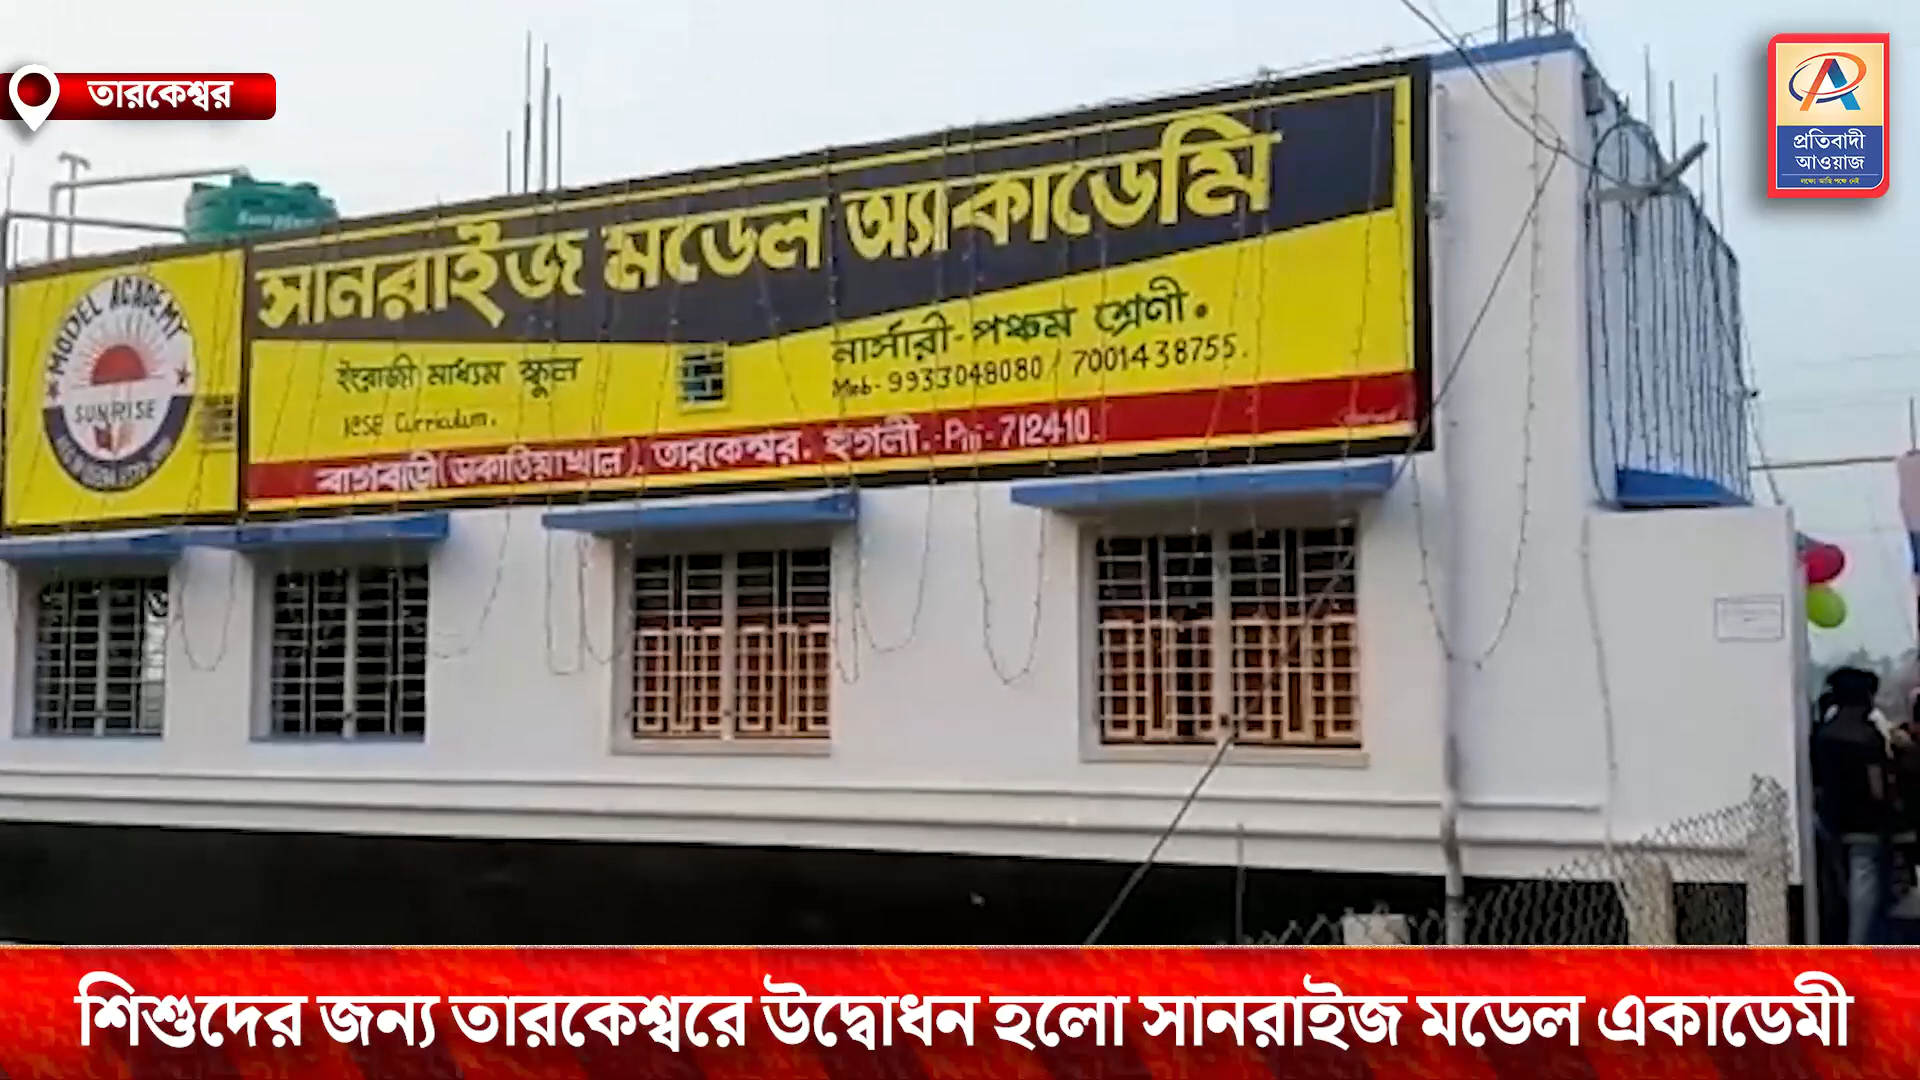 তারকেশ্বর
প্রতিবাদী
আওয়াজ
MODEL ACADEMY
SUNRISE
সানরাইজ মডেল অ্যাকাডেমি
ইংরাজী মাধ্যম স্কুল
নার্সারী-পঞ্চম শ্রেণী.
Mob-9933048080/7001438755.
Curriculum.
বাগবাড়ী(ডাকাতিয়াখাল). তারকেশ্বর. হুগলী.-Pin-712410.
শিশুদের জন্য তারকেশ্বরে উদ্বোধন হলো সানরাইজ মডেল একাডেমী